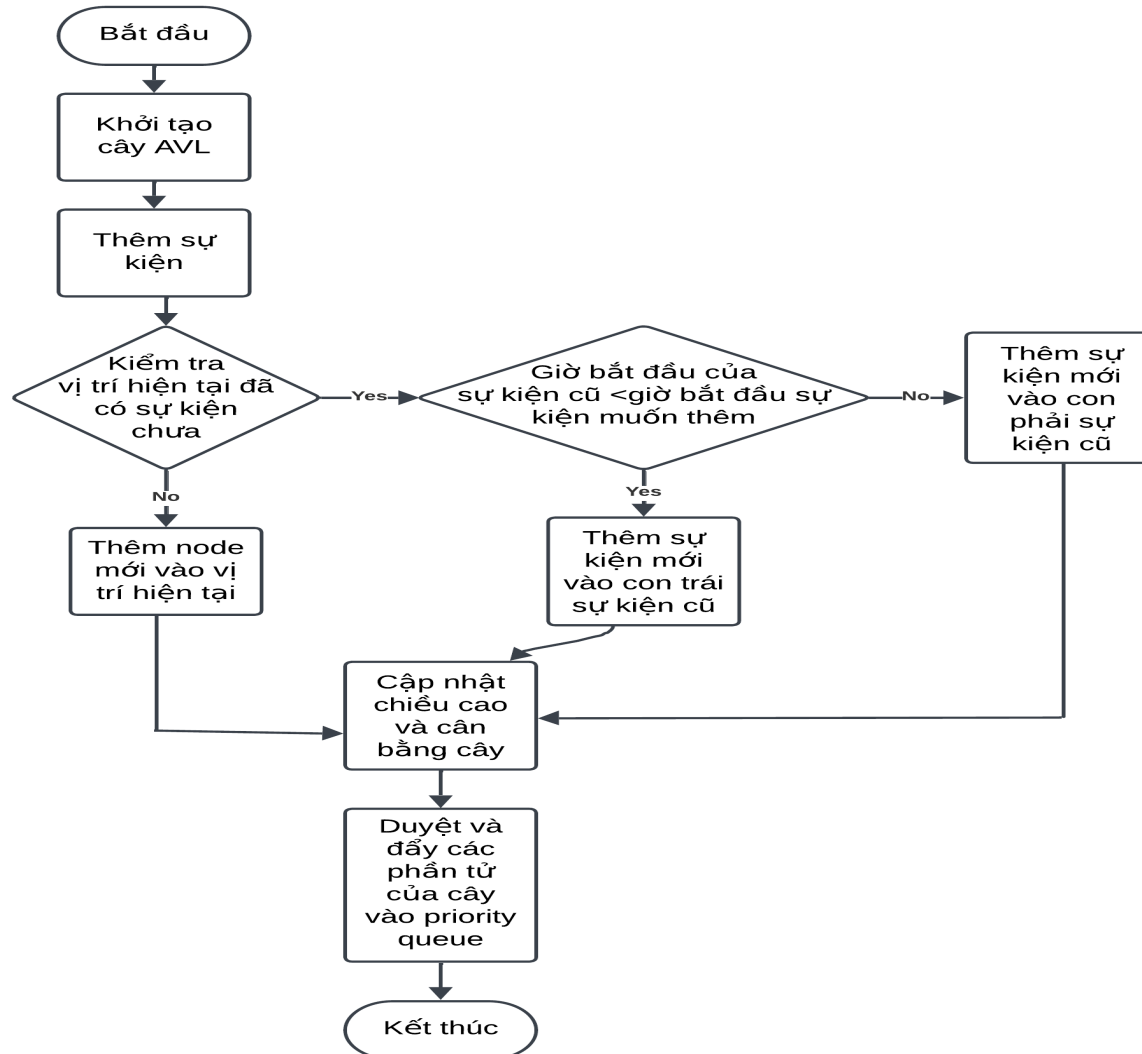 Bắt đầu
Khởi tạo
cây AVL
Thêm sự
kiện
Kiểm tra
vị trí hiện tại đã
có sự kiện
chưa
Yes
Giờ bắt đầu của
sự kiện cũ <giờ bắt đầu sự
kiện muốn thêm
No
Thêm sự
kiện mới
vào con
phải sự
kiện cũ
No
Yes
Thêm node
mới vào vị
trí hiện tại
Thêm sự
kiện mới
vào con trái
sự kiện cũ
Cập nhật
chiều cao
và cân
bằng cây
Duyệt và
đẩy các
phần tử
của cây
vào priority
queue
Kết thúc